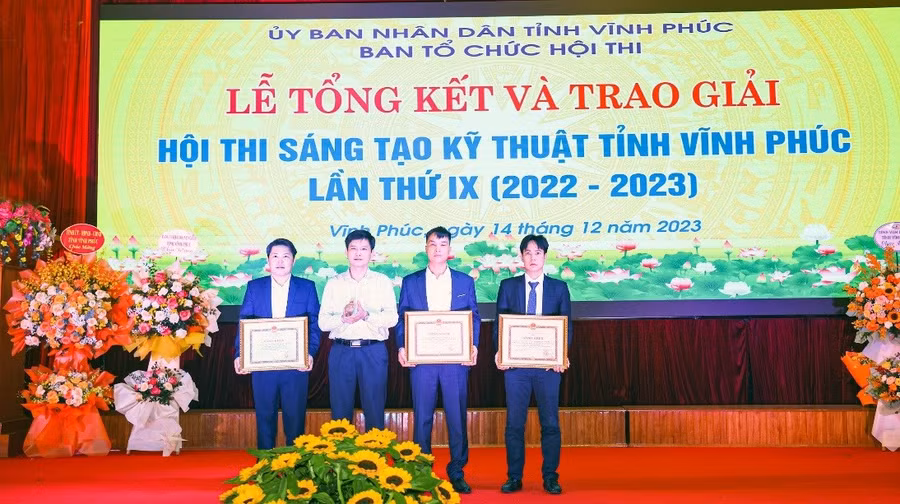 ỦY BAN NHÂN DÂN TỈNH VĨNH PHÚC
BAN TỔ CHỨC HỘI THI
LỄ TỔNG KẾT VÀ TRAO GIẢI
HỘI THI SÁNG TẠO KỸ THUẬT TỈNH VĨNH PHÚC
LẦN THỨ IX (2022 - 2023)
Vĩnh Phúc, ngày 14 tháng 12 năm 2023